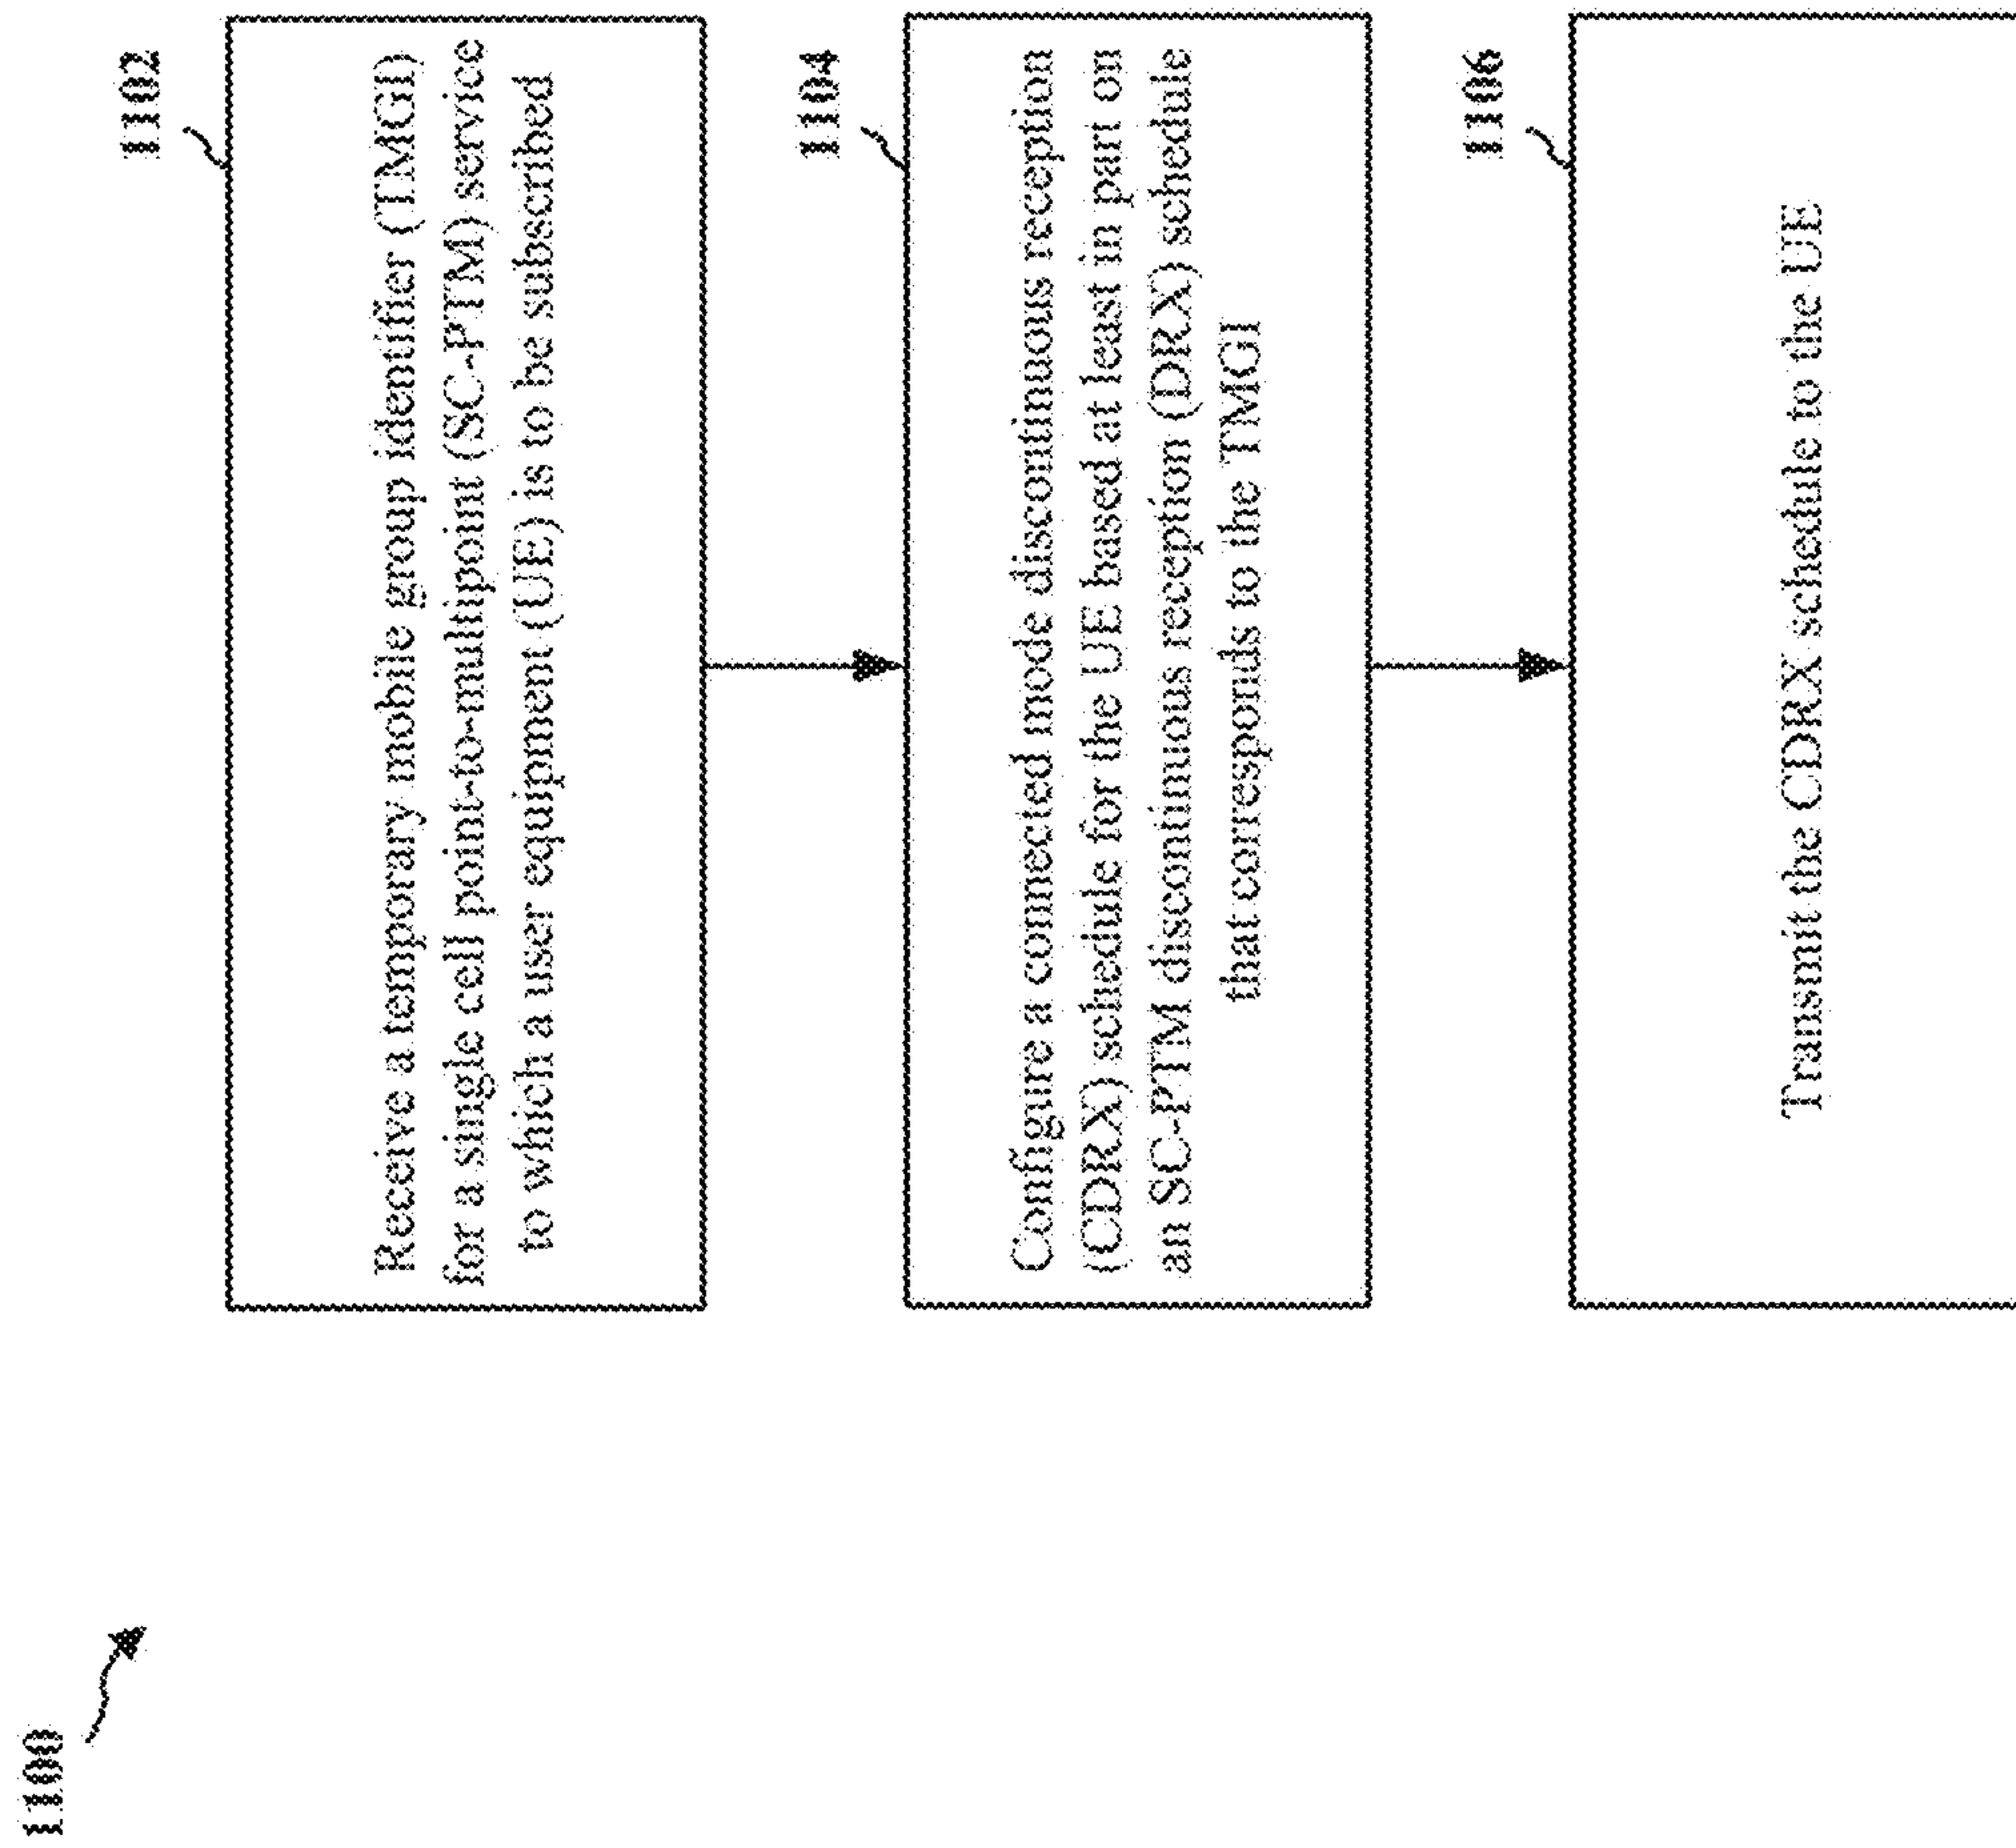 1100
1102
Receive a temporary mobile group identifier (TMGI)
for a single cell point-to-multipoint (SC-PTM) service
to which a user equipment (UE) is to be subscribed
1104
Configure a connected mode discontinuous reception
(CDRX) schedule for the UE based at least in part on
an SC-PTM discontinuous reception (DRX) schedule
that corresponds to the TMGI
1106
Transmit the CDRX schedule to the UE